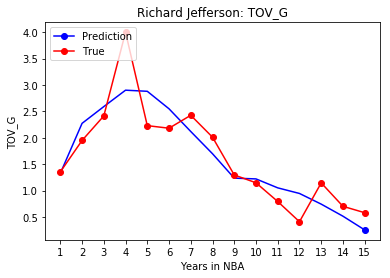 Richard Jefferson: TOV_G
Prediction
True
4.0
3.5
3.0
2.5
2.0
1.5
1.0
0.5
TOV_G
1 2 3 4 5 6 7 8 9 10 11 12 13 14 15
Years in NBA